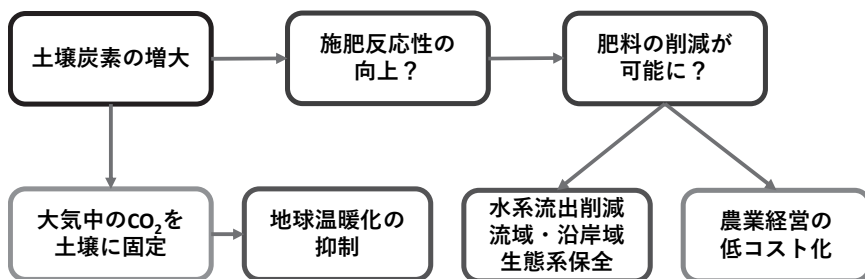 土壌炭素の増大
施肥反応性の
向上？
肥料の削減が
可能に？
大気中のCO₂を
土壌に固定
地球温暖化の
抑制
水系流出削減
流域・沿岸域
生態系保全
農業経営の
低コスト化